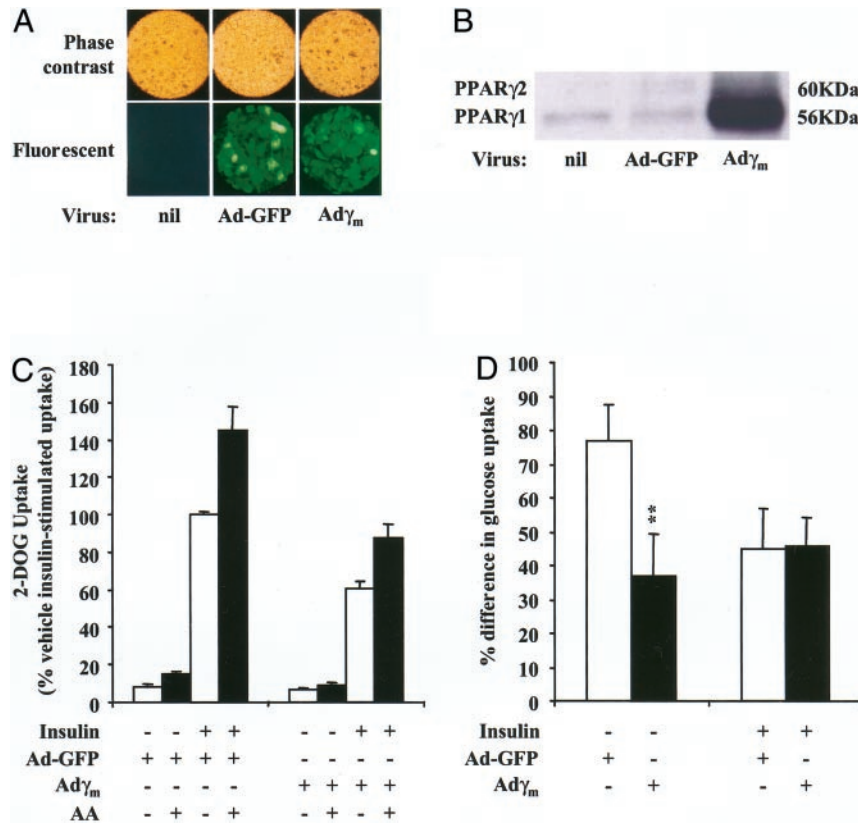 A
Phase
contrast
Fluorescent
Virus: nil Ad-GFP Adγm
B
PPARγ2 60KDa
PPARγ1 56KDa
Virus: nil Ad-GFP Adγm
C
2-DOG Uptake
(% vehicle insulin-stimulated uptake)
180
160
140
120
100
80
60
40
20
0
Insulin - - + + - - + +
Ad-GFP + + + + - - - -
Adγm - - - - + + + +
AA - + - + - + - +
D
% difference in glucose uptake
100
90
80
70
60
50
40
30
20
10
0
**
Insulin - - + +
Ad-GFP + - + -
Adγm - + - +